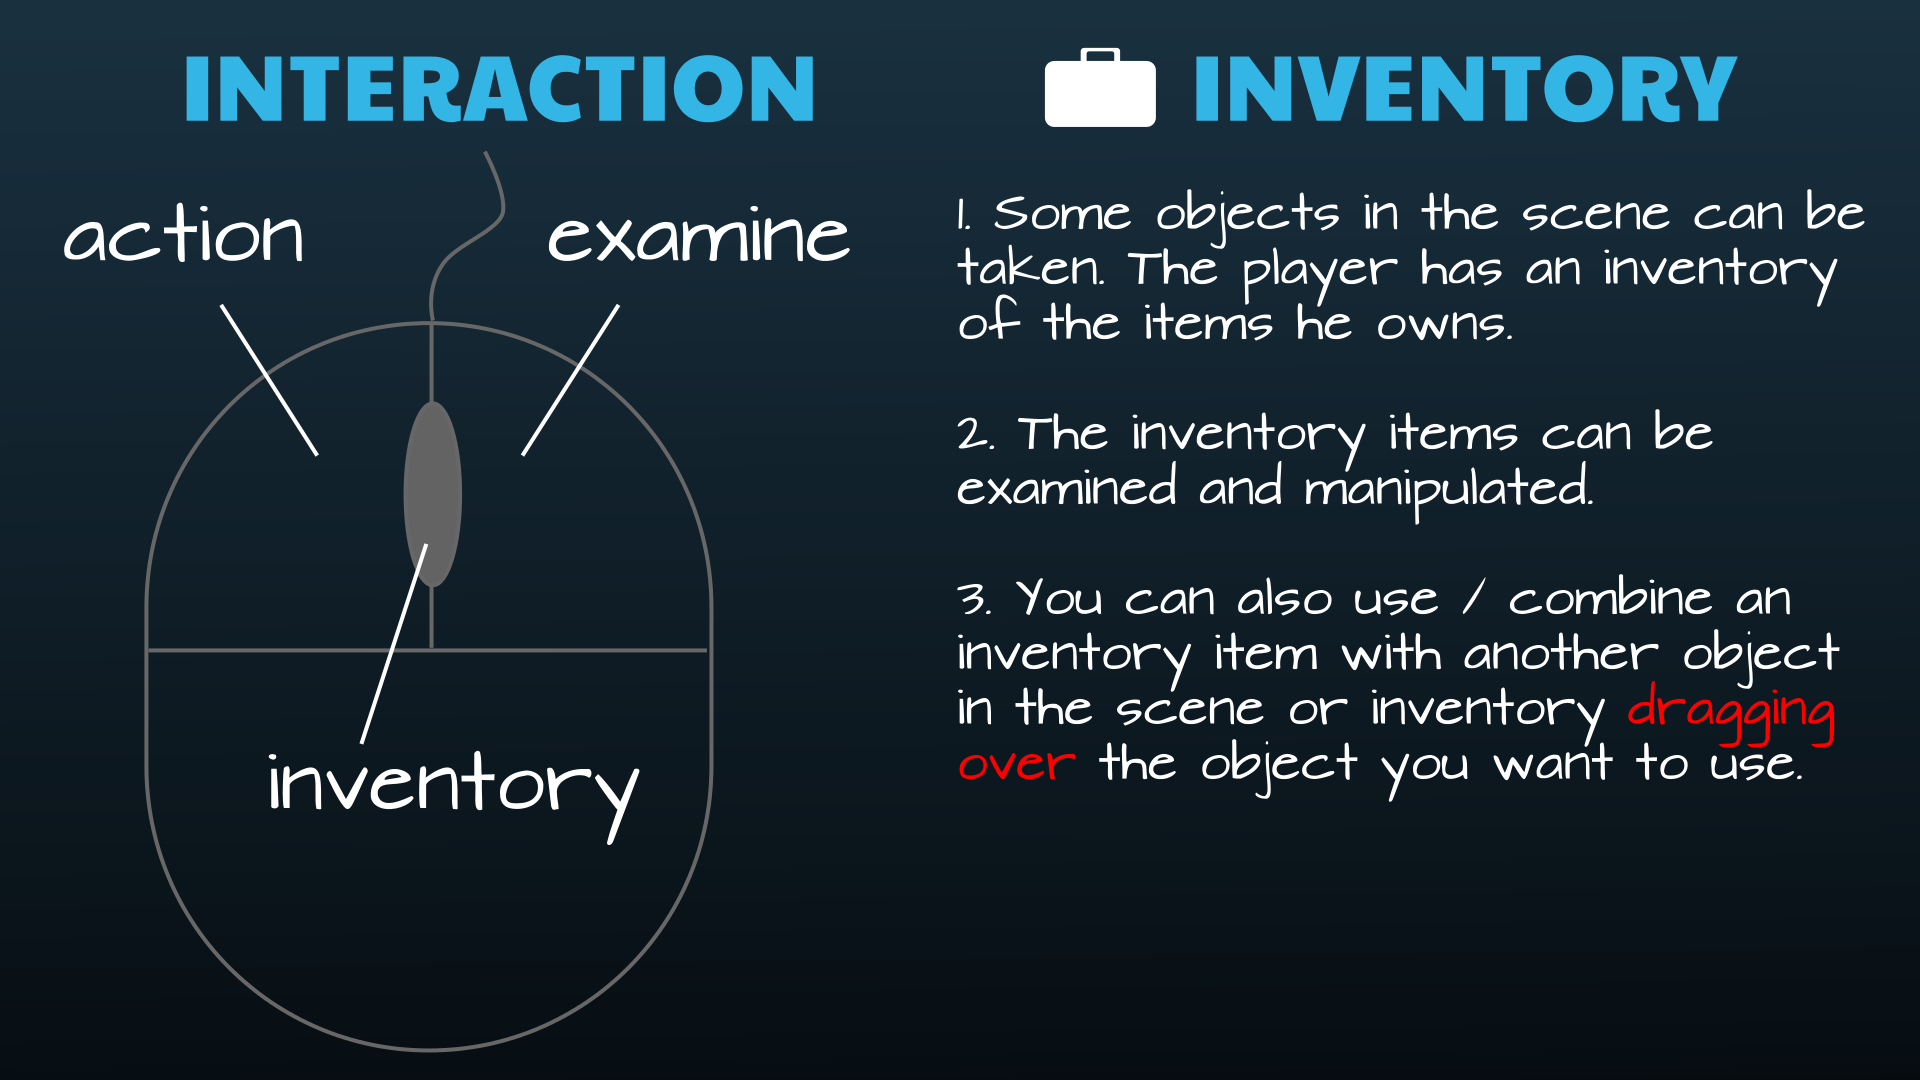 INTERACTION
action
examine
inventory
INVENTORY
1. Some objects in the scene can be
taken. The player has an inventory
of the items he owns.
2. The inventory items can be
examined and manipulated.
3. You can also use / combine an
inventory item with another object
in the scene or inventory dragging
over the object you want to use.